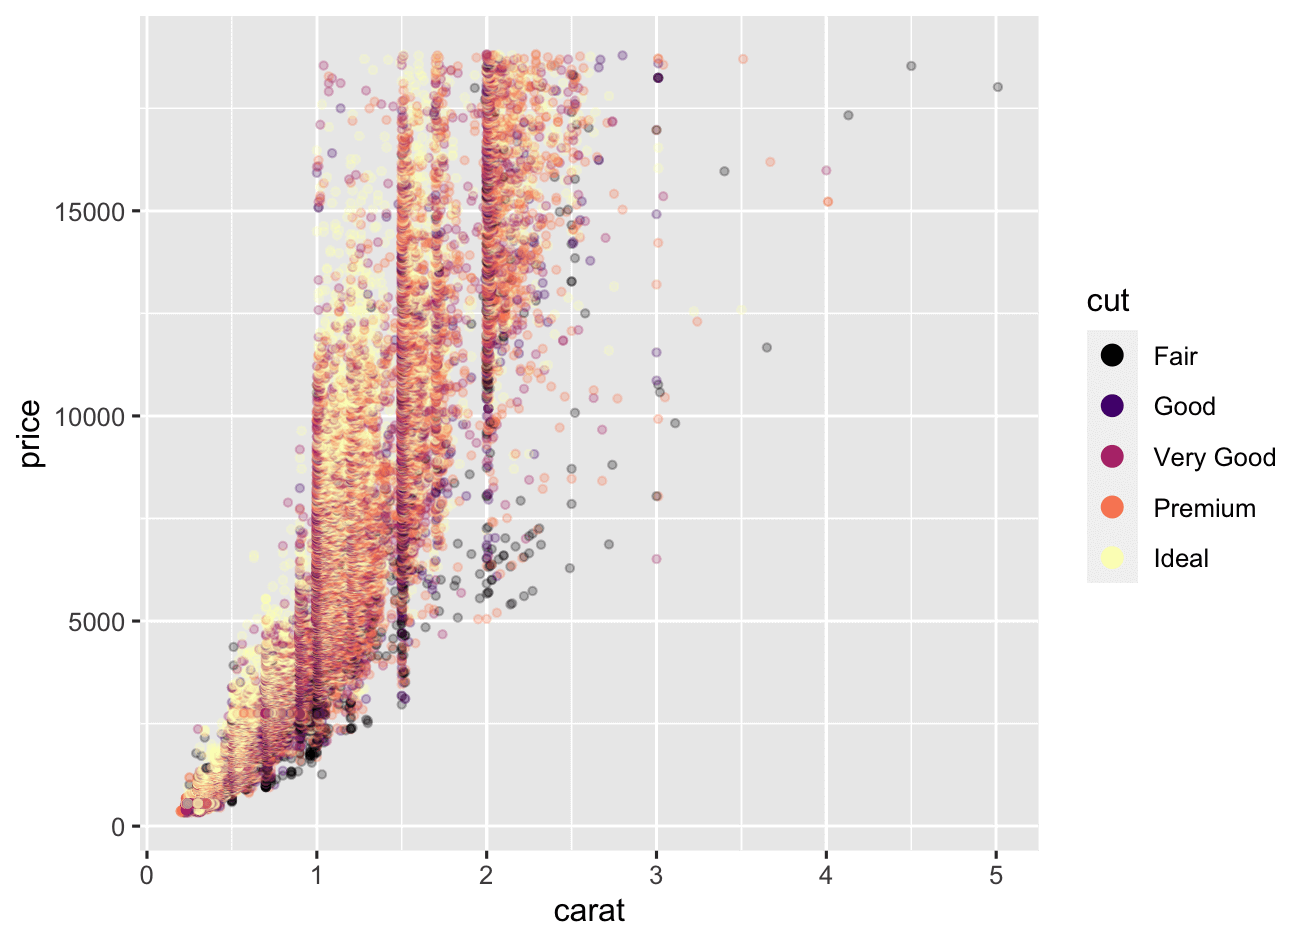 price
15000
10000
5000
0
0 1 2 3 4 5
carat
cut
Fair
Good
Very Good
Premium
Ideal